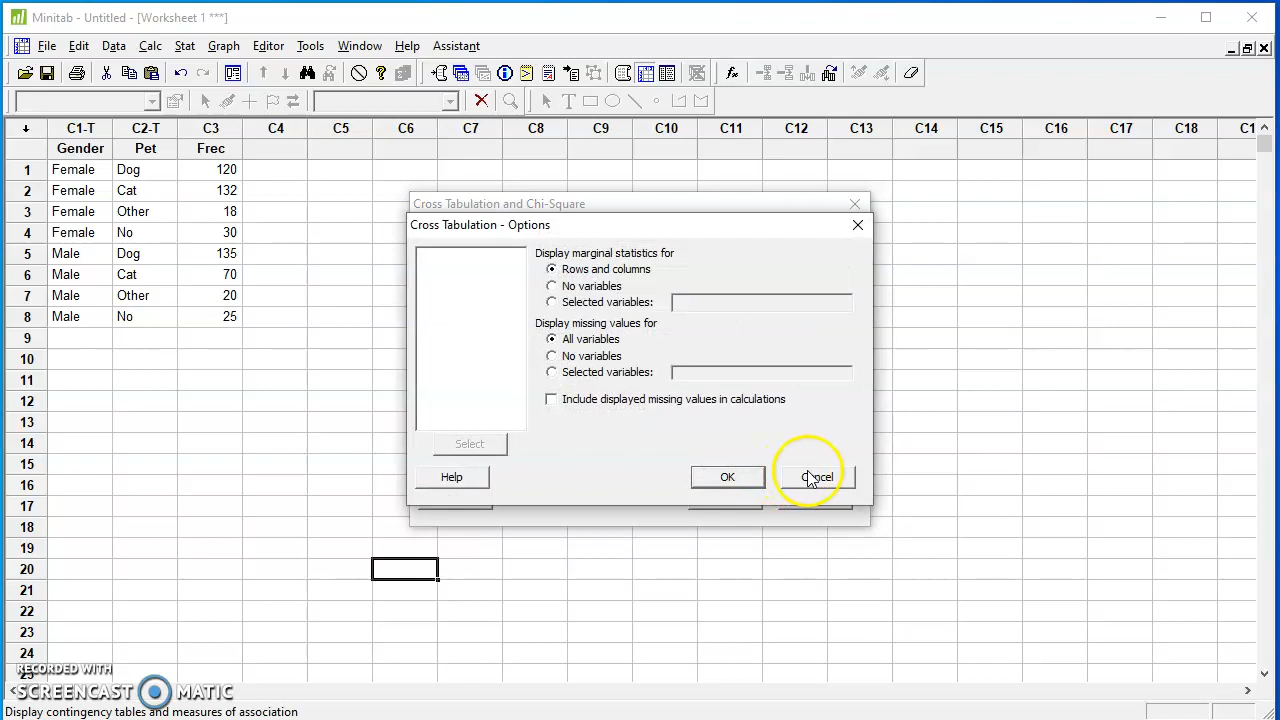 Minitab - Untitled - [Worksheet 1 ***]
File Edit Data Calc Stat Graph Editor Tools Window Help Assistant
C1-T C2-T C3 C4 C5 C6 C7 C8 C9 C10 C11 C12 C13 C14 C15 C16 C17 C18 C1
Gender Pet Frec
1 Female Dog 120
2 Female Cat 132
3 Female Other 18
4 Female No 30
5 Male Dog 135
6 Male Cat 70
7 Male Other 20
8 Male No 25
9
10
11
12
13
14
15
16
17
18
19
20
21
22
23
24
25
Cross Tabulation and Chi-Square
Cross Tabulation - Options
Display marginal statistics for
Rows and columns
No variables
Selected variables:
Display missing values for
All variables
No variables
Selected variables:
Include displayed missing values in calculations
Select
Help OK Cancel
RECORDED WITH
SCREENCAST MATIC
Display contingency tables and measures of association